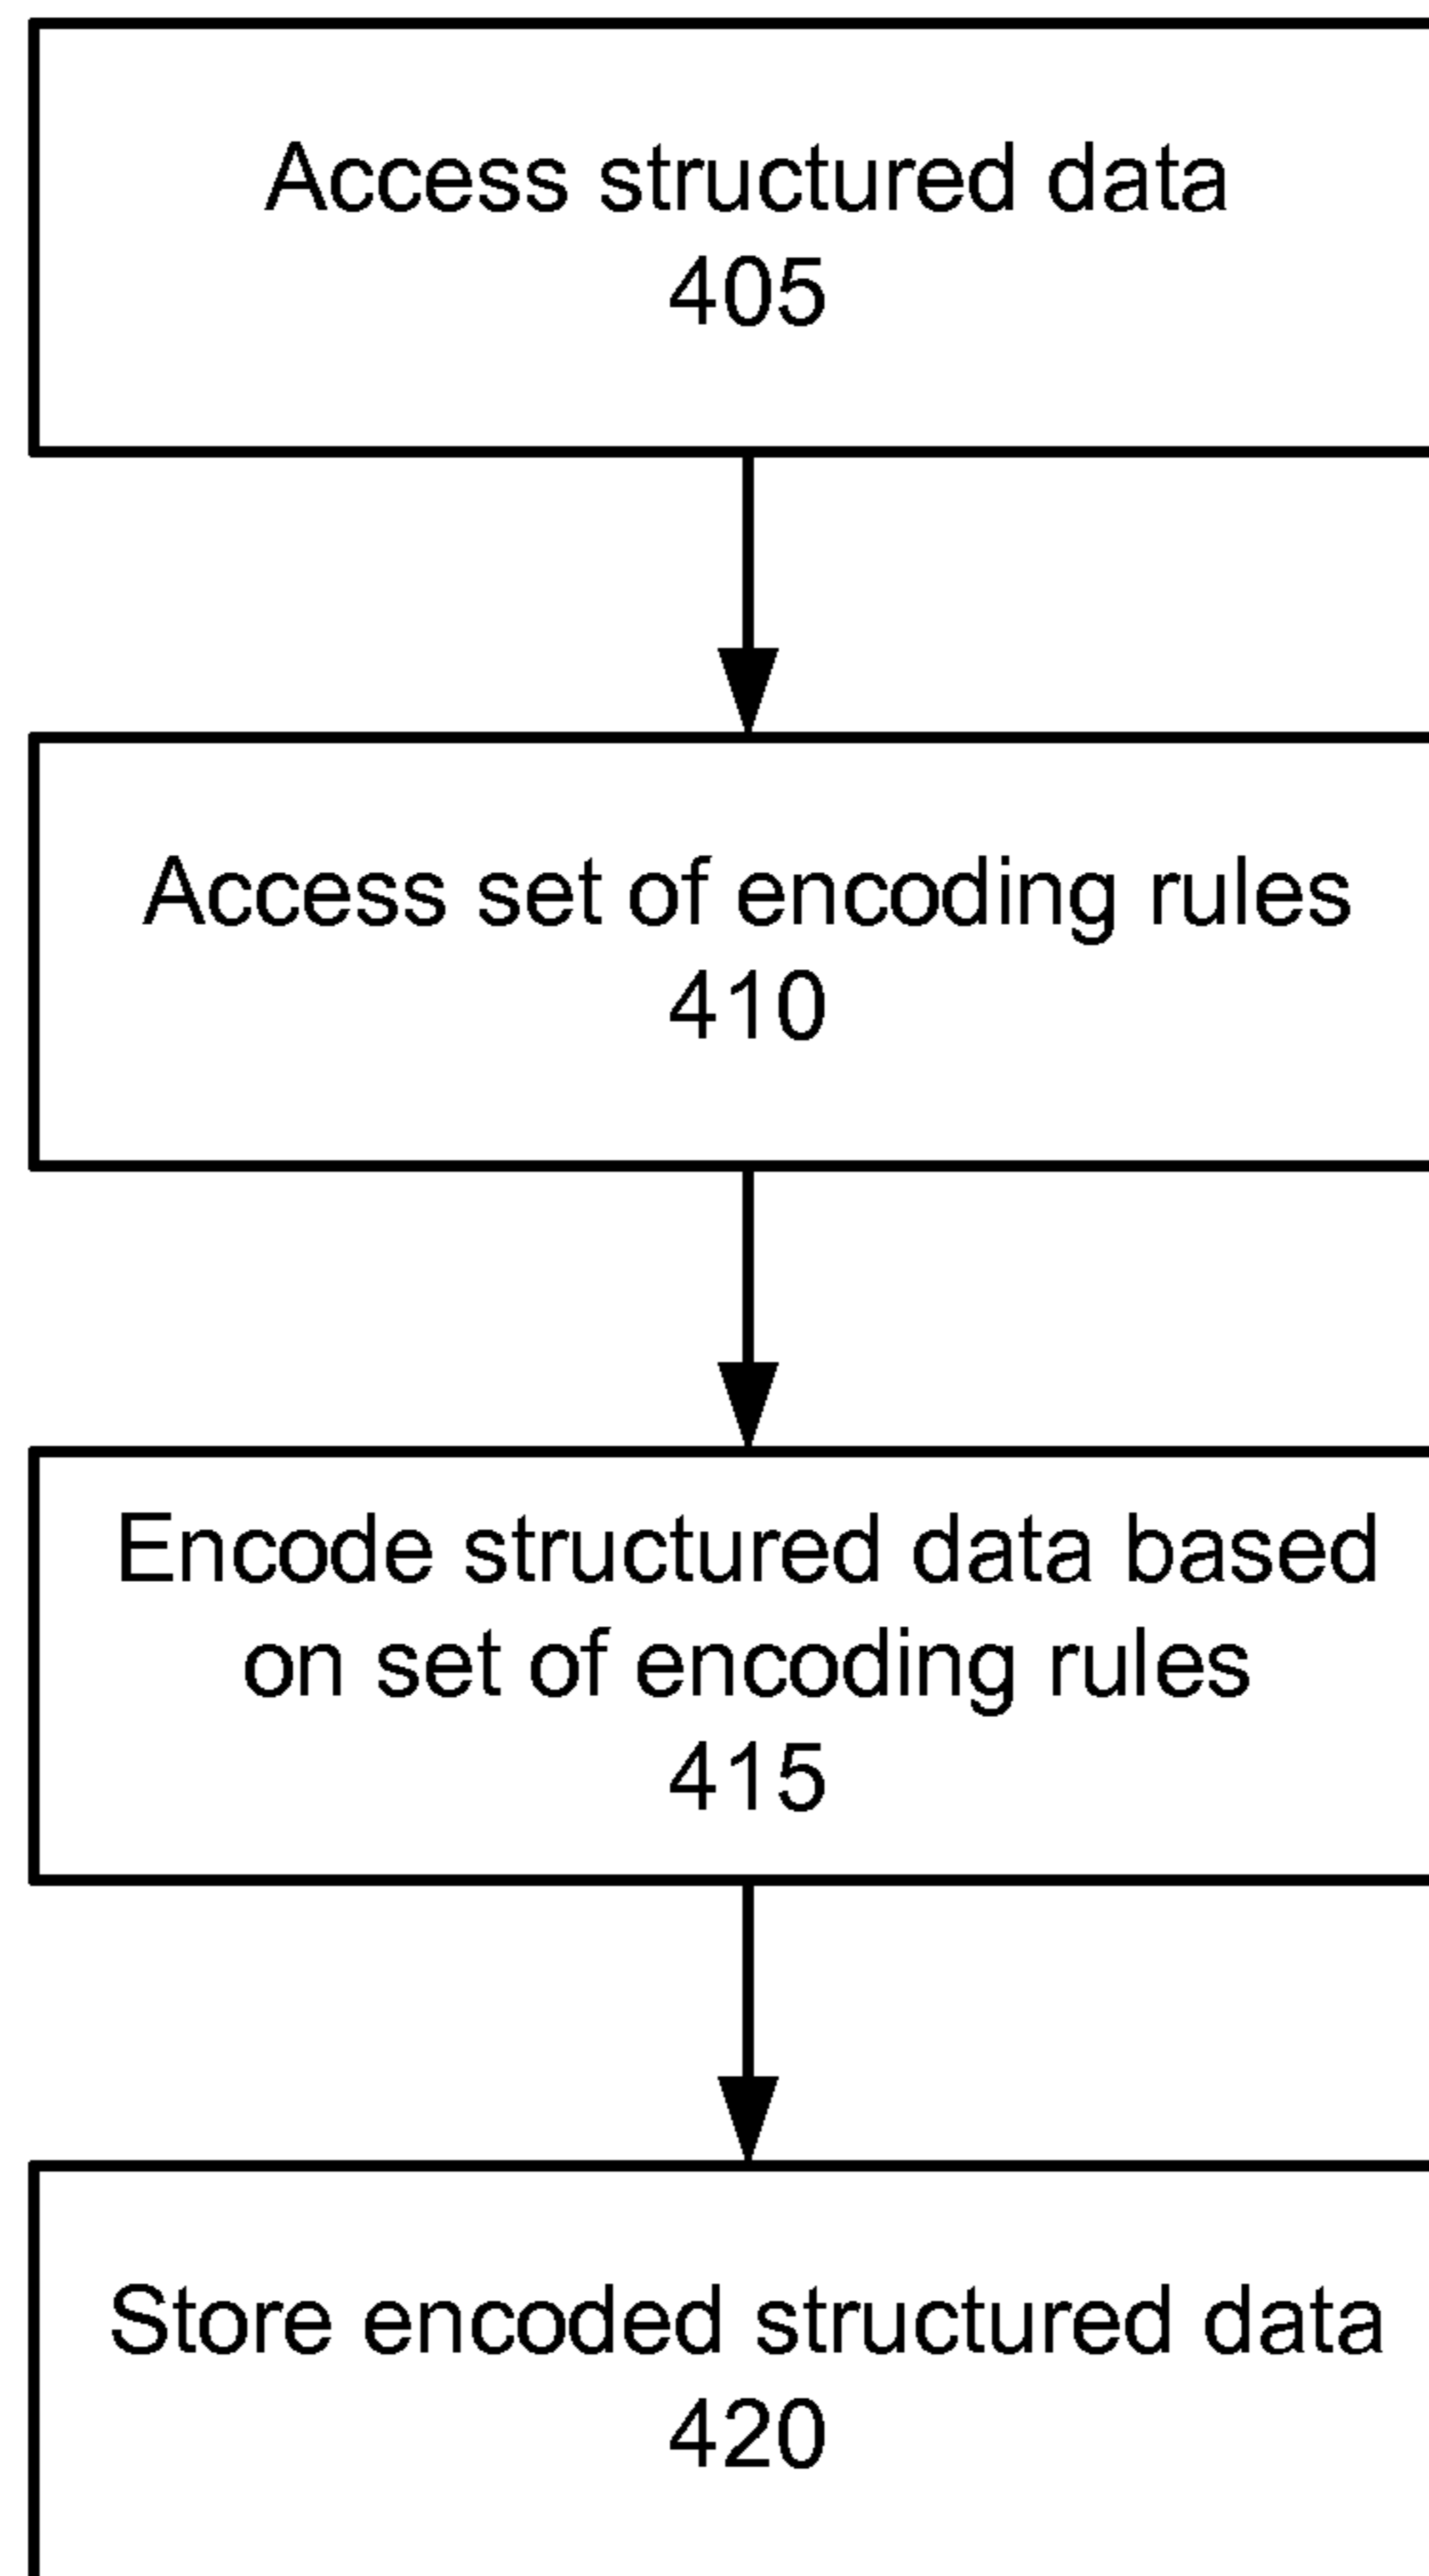 Access structured data
405
Access set of encoding rules
410
Encode structured data based
on set of encoding rules
415
Store encoded structured data
420